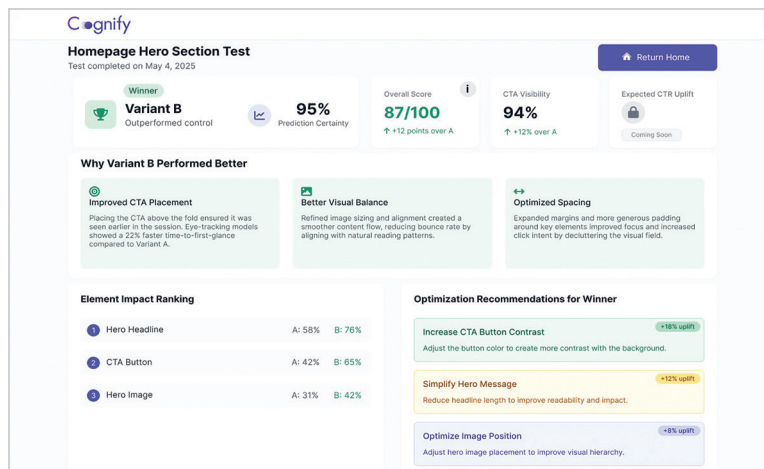 Cognify
Homepage Hero Section Test
Test completed on May 4, 2025
Return Home
Winner
Variant B
Outperformed control
95%
Prediction Certainty
Overall Score
i
87/100
↑ +12 points over A
CTA Visibility
94%
↑ +12% over A
Expected CTR Uplift
Coming Soon
Why Variant B Performed Better
Improved CTA Placement
Placing the CTA above the fold ensured it was
seen earlier in the session. Eye-tracking models
showed a 22% faster time-to-first-glance
compared to Variant A.
Better Visual Balance
Refined image sizing and alignment created a
smoother content flow, reducing bounce rate by
aligning with natural reading patterns.
Optimized Spacing
Expanded margins and more generous padding
around key elements improved focus and increased
click intent by decluttering the visual field.
Element Impact Ranking
1 Hero Headline A: 58% B: 76%
2 CTA Button A: 42% B: 65%
3 Hero Image A: 31% B: 42%
Optimization Recommendations for Winner
+16% uplift
Increase CTA Button Contrast
Adjust the button color to create more contrast with the background.
+12% uplift
Simplify Hero Message
Reduce headline length to improve readability and impact.
+8% uplift
Optimize Image Position
Adjust hero image placement to improve visual hierarchy.